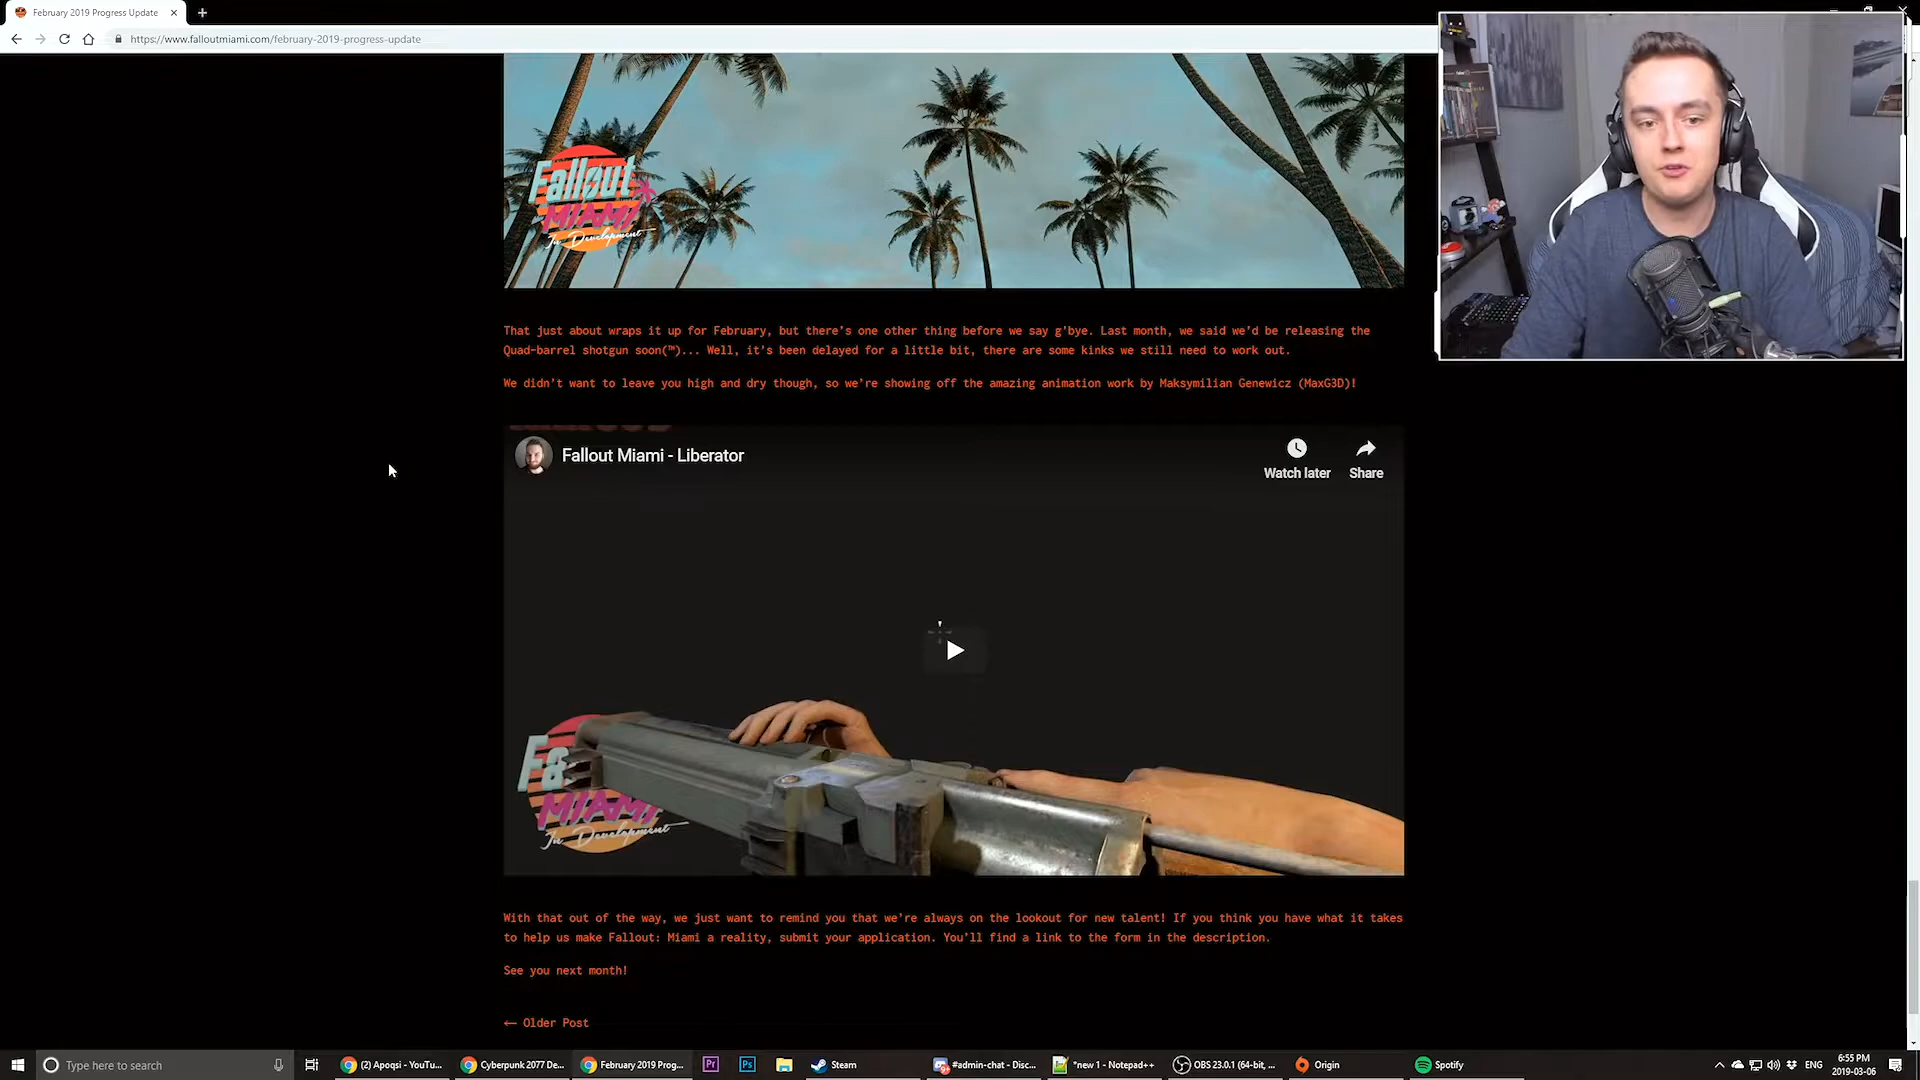 February 2019 Progress Update
https://www.falloutmiami.com/february-2019-progress-update
Fallout
MIAMI
In Development
That just about wraps it up for February, but there's one other thing before we say g'bye. Last month, we said we'd be releasing the
Quad-barrel shotgun soon(™)... Well, it's been delayed for a little bit, there are some kinks we still need to work out.
We didn't want to leave you high and dry though, so we're showing off the amazing animation work by Maksymilian Genewicz (MaxG3D)!
Fallout Miami - Liberator
Watch later
Share
Fa
MIAMI
In Development
With that out of the way, we just want to remind you that we're always on the lookout for new talent! If you think you have what it takes
to help us make Fallout: Miami a reality, submit your application. You'll find a link to the form in the description.
See you next month!
← Older Post
Type here to search
(2) Apoqsi - YouTu...
Cyberpunk 2077 De...
February 2019 Prog...
Pr
Ps
Steam
#admin-chat - Disc...
*new 1 - Notepad++
OBS 23.0.1 (64-bit, ...
Origin
Spotify
ENG
6:55 PM
2019-03-06